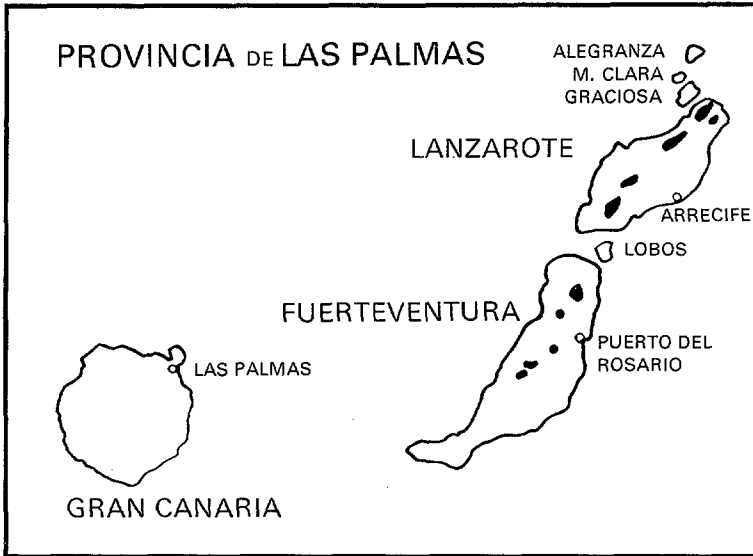 PROVINCIA DE LAS PALMAS
ALEGRANZA
M. CLARA
GRACIOSA
LANZAROTE
ARRECIFE
LOBOS
FUERTEVENTURA
PUERTO DEL
ROSARIO
LAS PALMAS
GRAN CANARIA